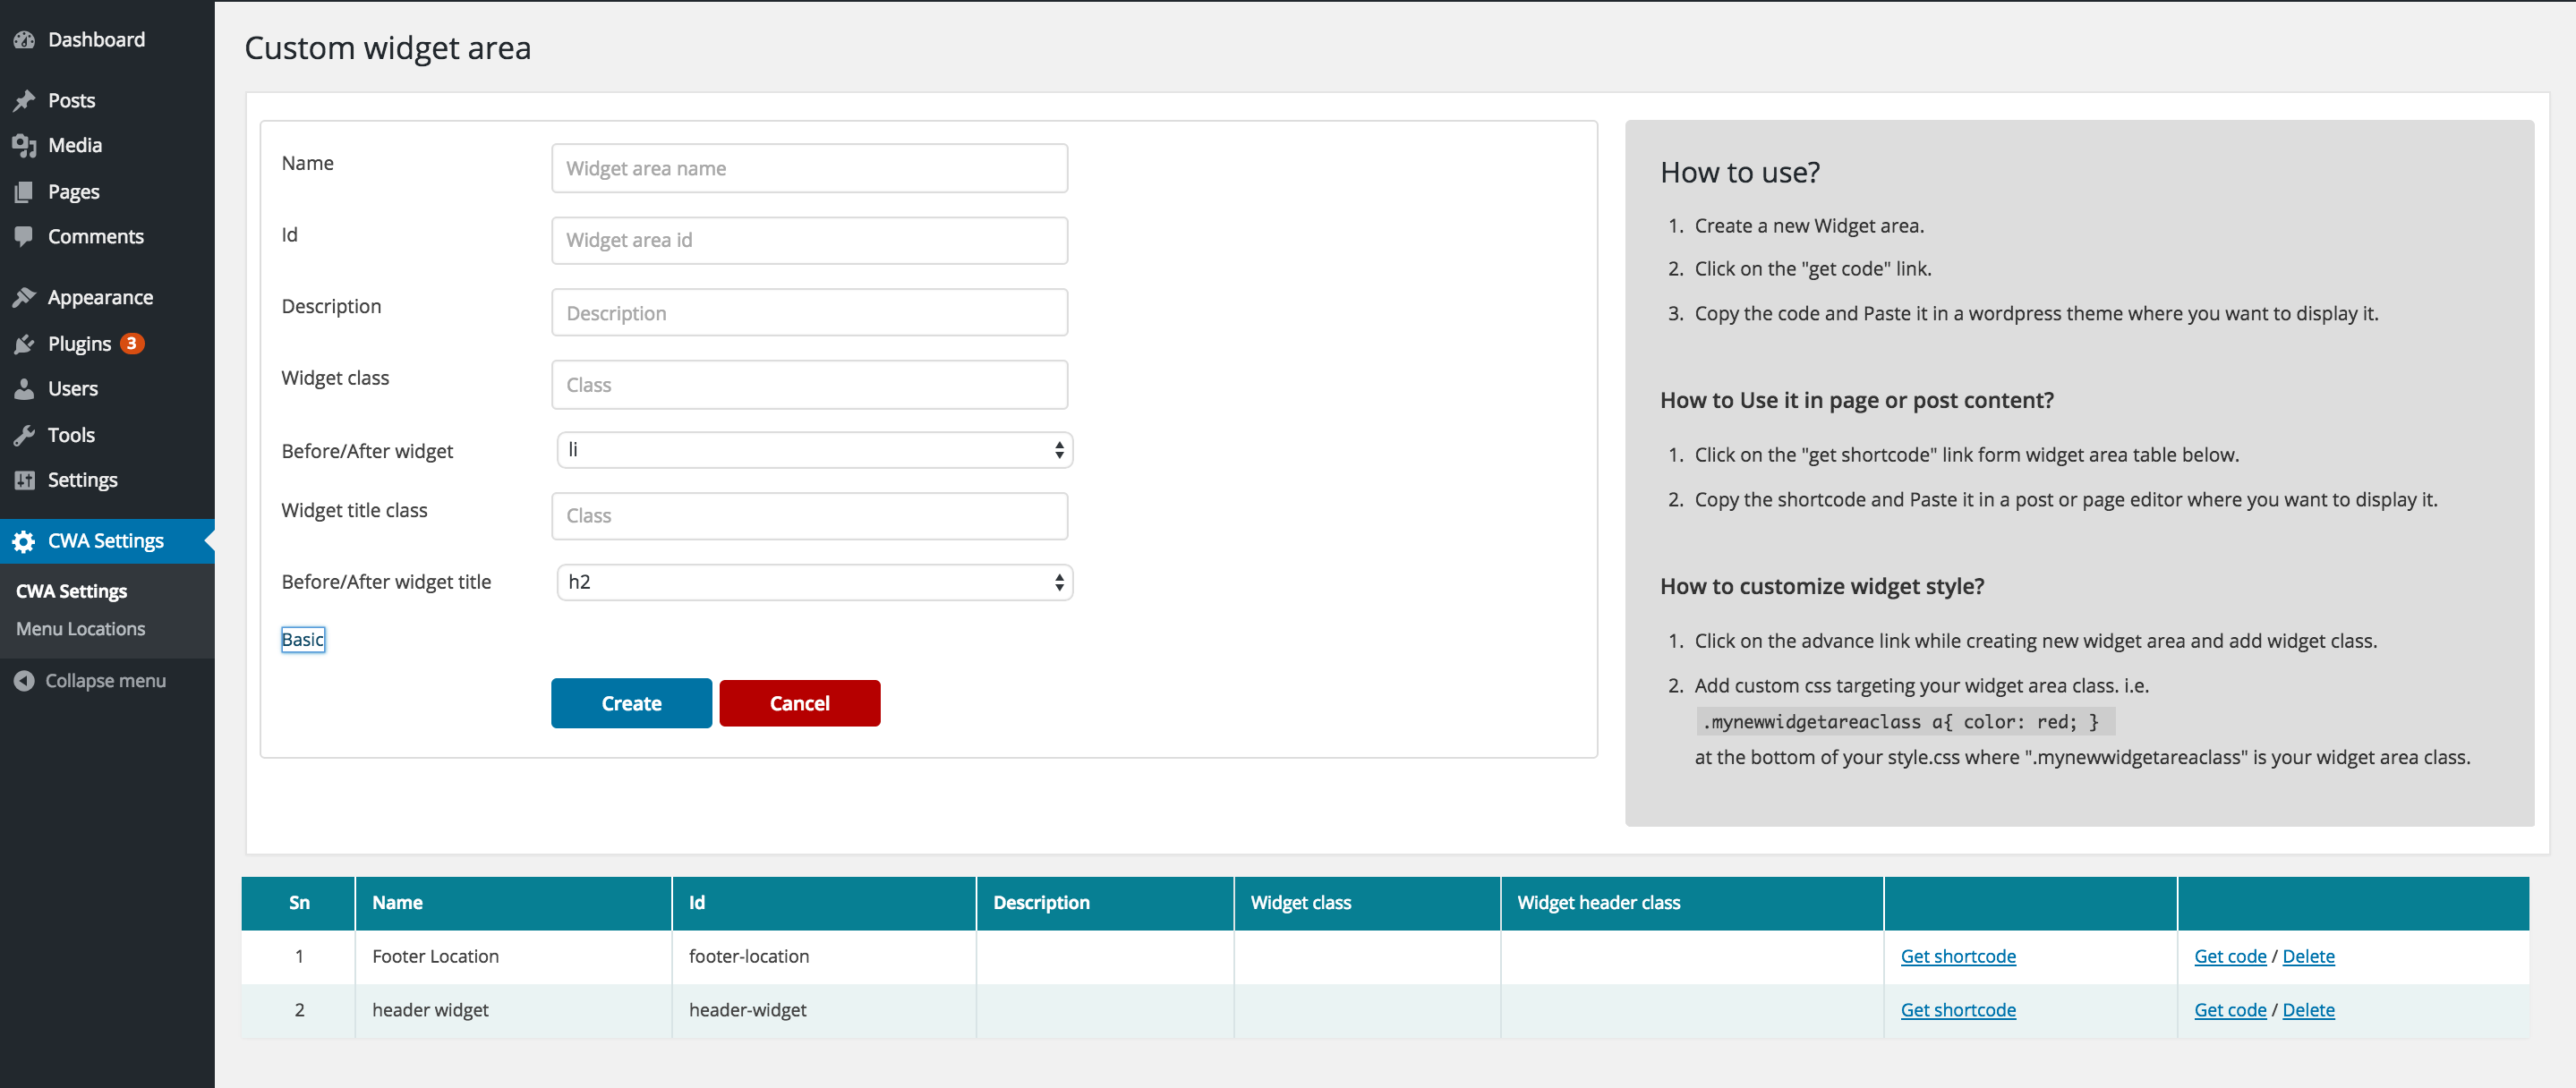 Dashboard
Posts
Media
Pages
Comments
Appearance
Plugins 3
Users
Tools
Settings
CWA Settings
CWA Settings
Menu Locations
Collapse menu
Custom widget area
Name
Widget area name
Id
Widget area id
Description
Description
Widget class
Class
Before/After widget
li
Widget title class
Class
Before/After widget title
h2
Basic
Create Cancel
How to use?
1. Create a new Widget area.
2. Click on the "get code" link.
3. Copy the code and Paste it in a wordpress theme where you want to display it.
How to Use it in page or post content?
1. Click on the "get shortcode" link form widget area table below.
2. Copy the shortcode and Paste it in a post or page editor where you want to display it.
How to customize widget style?
1. Click on the advance link while creating new widget area and add widget class.
2. Add custom css targeting your widget area class. i.e.
.mynewwidgetareaclass a{ color: red; }
at the bottom of your style.css where ".mynewwidgetareaclass" is your widget area class.
Sn Name Id Description Widget class Widget header class
1 Footer Location footer-location Get shortcode Get code / Delete
2 header widget header-widget Get shortcode Get code / Delete